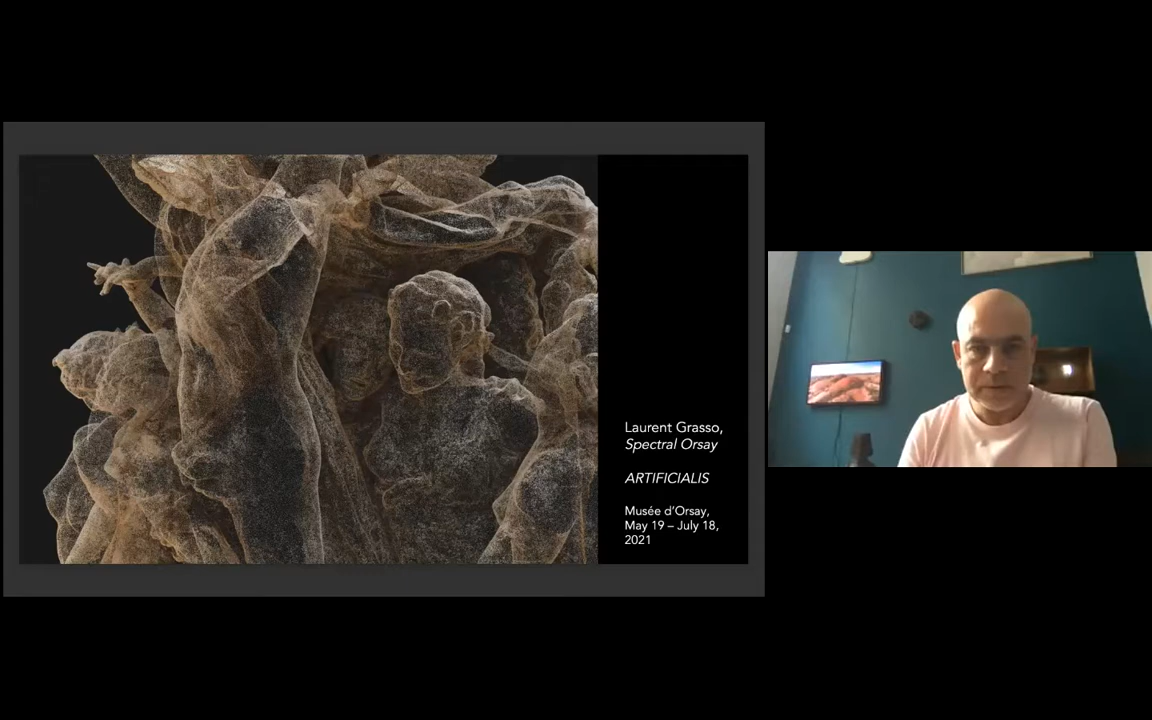 Laurent Grasso,
Spectral Orsay
ARTIFICIALIS
Musée d'Orsay,
May 19 – July 18,
2021